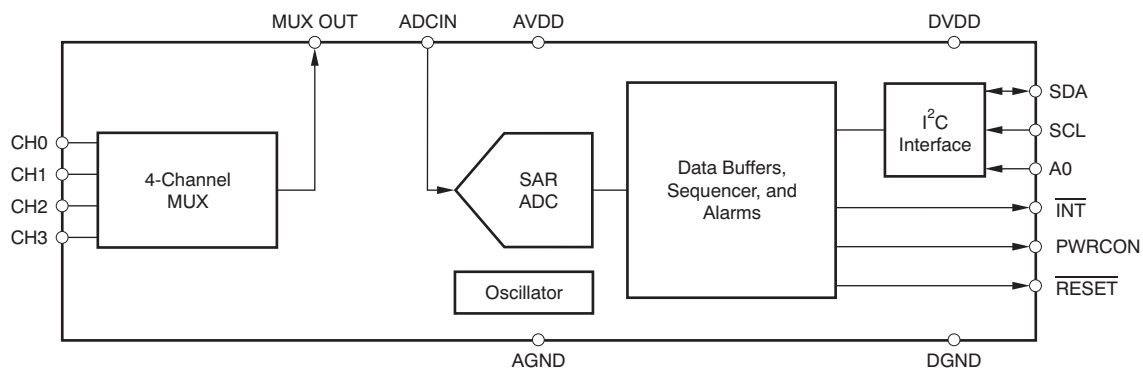 MUX OUT
ADCIN
AVDD
DVDD
CH0
CH1
CH2
CH3
4-Channel
MUX
SAR
ADC
Oscillator
Data Buffers,
Sequencer, and
Alarms
I²C
Interface
SDA
SCL
A0
INT
PWRCON
RESET
AGND
DGND